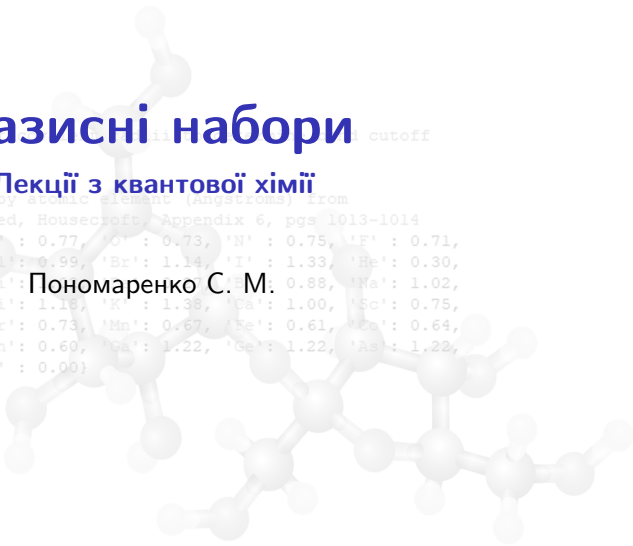 азисні набори
d cutoff
Лекції з квантової хімії
by atomic element (Angstroms) from
ed, Housecroft, Appendix 6, pgs 1013-1014
' : 0.77, 'O' : 0.73, 'N' : 0.75, 'F' : 0.71,
0.99, 'Br': 1.14, 'I' : 1.33, 'He': 0.30,
Пономаренко С. М.
0.88, 'Na': 1.02,
i': 1.18, 'K' : 1.38, 'Ca': 1.00, 'Sc': 0.75,
r': 0.73, 'Mn': 0.67, 'Fe': 0.61, 'Co': 0.64,
n': 0.60, 'Ga': 1.22, 'Ge': 1.22, 'As': 1.22,
' : 0.00}